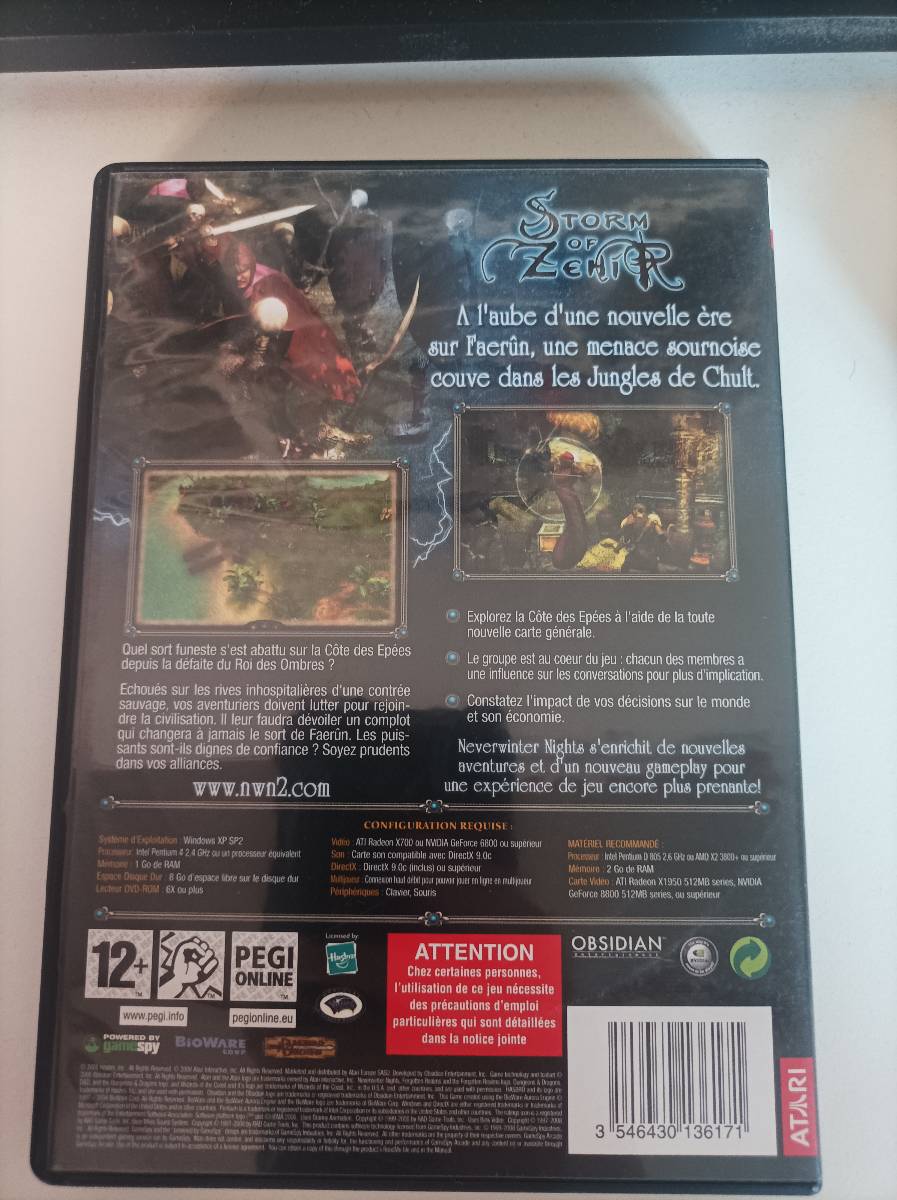 STORM
OF
ZEHIR
A l'aube d'une nouvelle ère
sur Faerûn, une menace sournoise
couve dans les Jungles de Chult.
Explorez la Côte des Epées à l'aide de la toute
nouvelle carte générale.
Le groupe est au coeur du jeu : chacun des membres a
une influence sur les conversations pour plus d'implication.
Constatez l'impact de vos décisions sur le monde
et son économie.
Quel sort funeste s'est abattu sur la Côte des Epées
depuis la défaite du Roi des Ombres ?
Echoués sur les rives inhospitalières d'une contrée
sauvage, vos aventuriers doivent lutter pour rejoin-
dre la civilisation. Il leur faudra dévoiler un complot
qui changera à jamais le sort de Faerûn. Les puis-
sants sont-ils dignes de confiance ? Soyez prudents
dans vos alliances.
www.nwn2.com
Neverwinter Nights s'enrichit de nouvelles
aventures et d'un nouveau gameplay pour
une expérience de jeu encore plus prenante!
CONFIGURATION REQUISE :
Système d'Exploitation : Windows XP SP2
Processeur : Intel Pentium 4 2,4 GHz ou un processeur équivalent
Mémoire : 1 Go de RAM
Espace Disque Dur : 8 Go d'espace libre sur le disque dur
Lecteur DVD-ROM : 6X ou plus
Vidéo : ATI Radeon X700 ou NVIDIA GeForce 6800 ou supérieur
Son : Carte son compatible avec DirectX 9.0c
DirectX : DirectX 9.0c (inclus) ou supérieur
Multijoueur : Connexion haut débit pour pouvoir jouer en ligne en multijoueur
Périphériques : Clavier, Souris
MATERIEL RECOMMANDÉ :
Processeur : Intel Pentium D 805 2,6 GHz ou AMD X2 3800+ ou supérieur
Mémoire : 2 Go de RAM
Carte Vidéo : ATI Radeon X1950 512MB series, NVIDIA
GeForce 8800 512MB series, ou supérieur
12+
PEGI
ONLINE
www.pegi.info
pegionline.eu
Licensed by
Hasbro
ATTENTION
Chez certaines personnes,
l'utilisation de ce jeu nécessite
des précautions d'emploi
particulières qui sont détaillées
dans la notice jointe
OBSIDIAN
entertainment
NVIDIA
POWERED BY
gamespy
BIOWARE
CORP
DUNGEONS & DRAGONS
3 546430 136171
ATARI